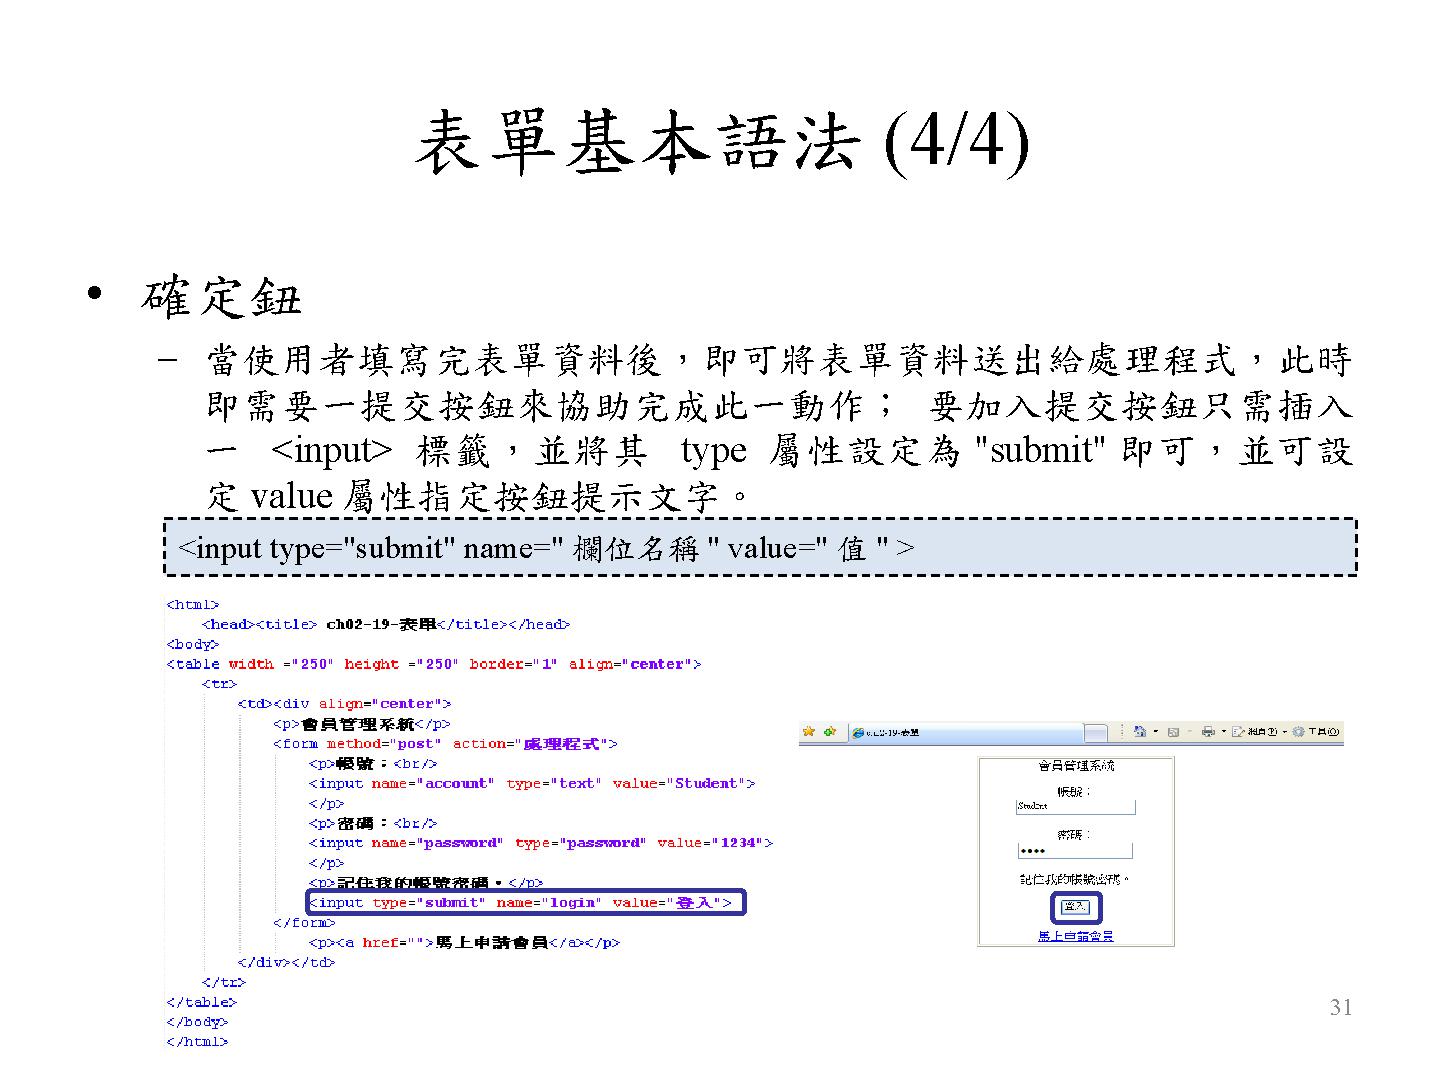 表單基本語法 (4/4)
• 確定鈕
– 當使用者填寫完表單資料後，即可將表單資料送出給處理程式，此時
即需要一提交按鈕來協助完成此一動作； 要加入提交按鈕只需插入
一 <input> 標籤，並將其 type 屬性設定為 "submit" 即可，並可設
定 value 屬性指定按鈕提示文字。
<input type="submit" name=" 欄位名稱 " value=" 值 " >
<html>
<head><title> ch02-19-表單</title></head>
<body>
<table width ="250" height ="250" border="1" align="center">
<tr>
<td><div align="center">
<p>會員管理系統</p>
<form method="post" action="處理程式">
<p>帳號：<br/>
<input name="account" type="text" value="Student">
</p>
<p>密碼：<br/>
<input name="password" type="password" value="1234">
</p>
<p>記住我的帳號密碼。</p>
<input type="submit" name="login" value="登入">
</form>
<p><a href="">馬上申請會員</a></p>
</div></td>
</tr>
</table>
</body>
</html>
ch02-19-表單
網頁(P) 工具(O)
會員管理系統
帳號：
Student
密碼：
••••
記住我的帳號密碼。
登入
馬上申請會員
31